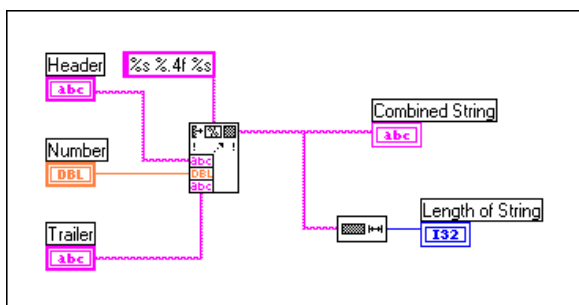 Header
abc
%s %.4f %s
Number
DBL
Trailer
abc
%
! !
abc
DBL
abc
Combined String
abc
Length of String
I32